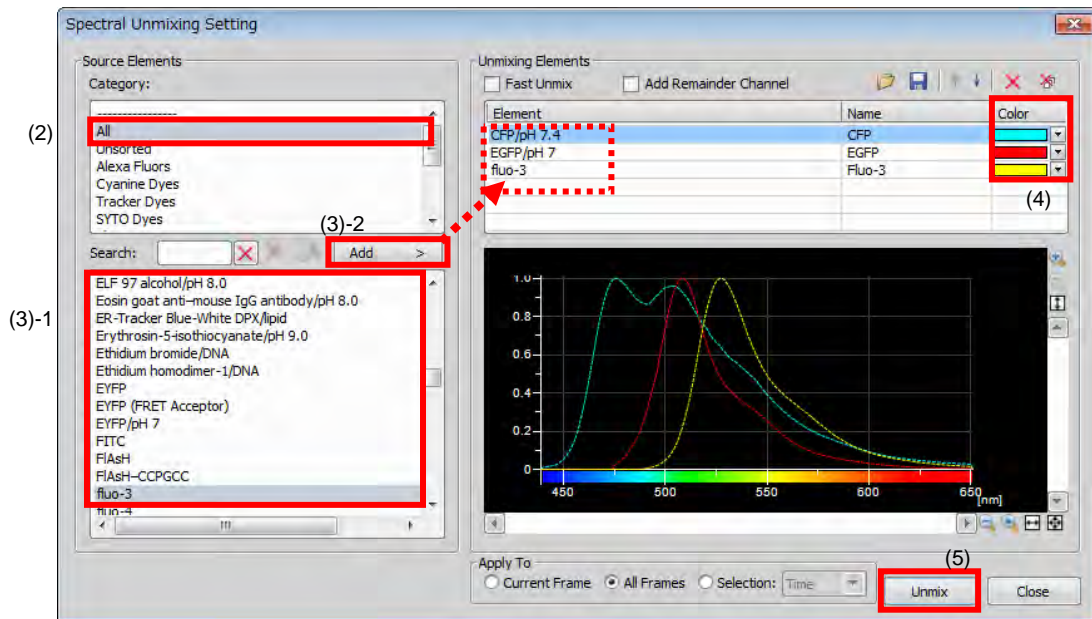 Spectral Unmixing Setting
Source Elements
Category:
----------------
(2)
All
Unsorted
Alexa Fluors
Cyanine Dyes
Tracker Dyes
SYTO Dyes
(3)-2
Search:
Add >
(3)-1
ELF 97 alcohol/pH 8.0
Eosin goat anti-mouse IgG antibody/pH 8.0
ER-Tracker Blue-White DPX/lipid
Erythrosin-5-isothiocyanate/pH 9.0
Ethidium bromide/DNA
Ethidium homodimer-1/DNA
EYFP
EYFP (FRET Acceptor)
EYFP/pH 7
FITC
FlAsH
FlAsH-CCPGCC
fluo-3
fluo-4
Unmixing Elements
Fast Unmix Add Remainder Channel
Element Name Color
CFP/pH 7.4 CFP
EGFP/pH 7 EGFP
fluo-3 Fluo-3
(4)
1.0
0.8
0.6
0.4
0.2
0
450 500 550 600 650
[nm]
Apply To
Current Frame All Frames Selection: Time
(5)
Unmix
Close